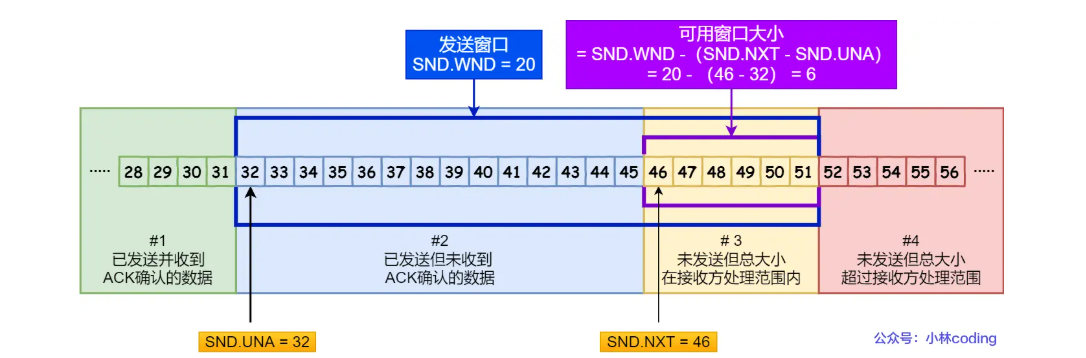 发送窗口
SND.WND = 20
可用窗口大小
= SND.WND -（SND.NXT - SND.UNA）
= 20 - （46 - 32） = 6
..... 28 29 30 31 32 33 34 35 36 37 38 39 40 41 42 43 44 45 46 47 48 49 50 51 52 53 54 55 56 .....
#1
已发送并收到
ACK确认的数据
#2
已发送但未收到
ACK确认的数据
# 3
未发送但总大小
在接收方处理范围内
#4
未发送但总大小
超过接收方处理范围
SND.UNA = 32
SND.NXT = 46
公众号：小林coding